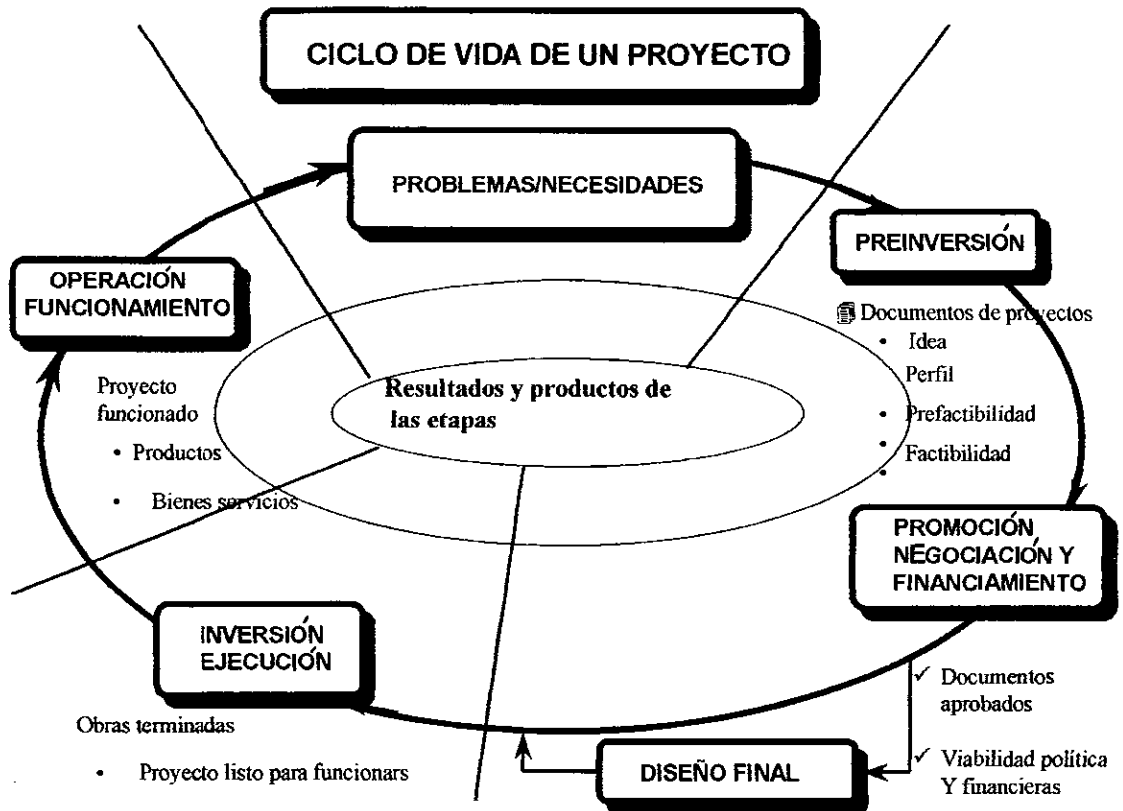 CICLO DE VIDA DE UN PROYECTO
PROBLEMAS/NECESIDADES
PREINVERSIÓN
Documentos de proyectos
• Idea
Perfil
• Prefactibilidad
•
• Factibilidad
•
PROMOCIÓN
NEGOCIACIÓN Y
FINANCIAMIENTO
✓ Documentos
aprobados
✓ Viabilidad política
Y financieras
DISEÑO FINAL
INVERSIÓN
EJECUCIÓN
Obras terminadas
• Proyecto listo para funcionars
OPERACIÓN
FUNCIONAMIENTO
Proyecto
funcionado
• Productos
• Bienes servicios
Resultados y productos de
las etapas